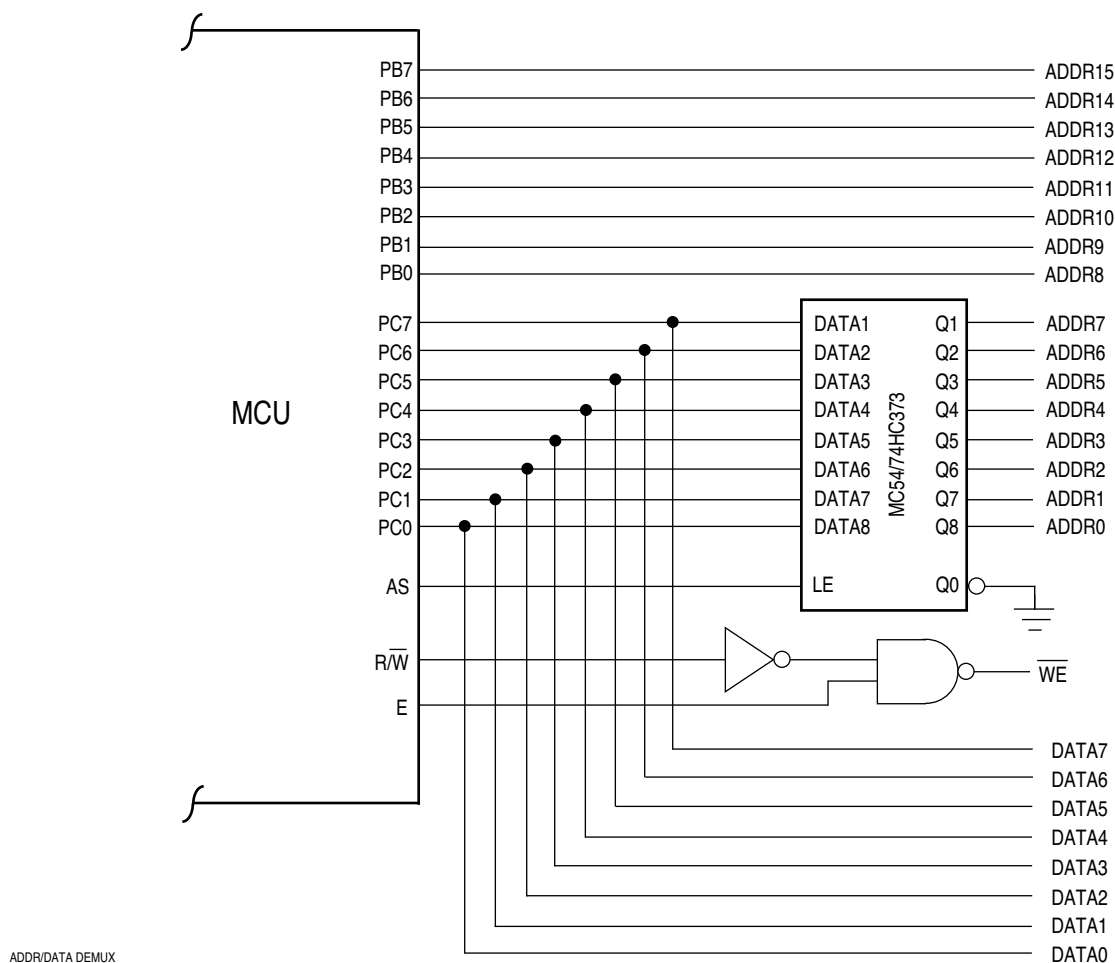 PB7 ADDR15
PB6 ADDR14
PB5 ADDR13
PB4 ADDR12
PB3 ADDR11
PB2 ADDR10
PB1 ADDR9
PB0 ADDR8
PC7 DATA1 Q1 ADDR7
PC6 DATA2 Q2 ADDR6
PC5 DATA3 Q3 ADDR5
PC4 DATA4 Q4 ADDR4
MCU
PC3 DATA5 Q5 ADDR3
PC2 DATA6 Q6 ADDR2
PC1 DATA7 Q7 ADDR1
PC0 DATA8 Q8 ADDR0
MC54/74HC373
AS LE Q0
R/W̅ W̅E̅
E
DATA7
DATA6
DATA5
DATA4
DATA3
DATA2
DATA1
DATA0
ADDR/DATA DEMUX